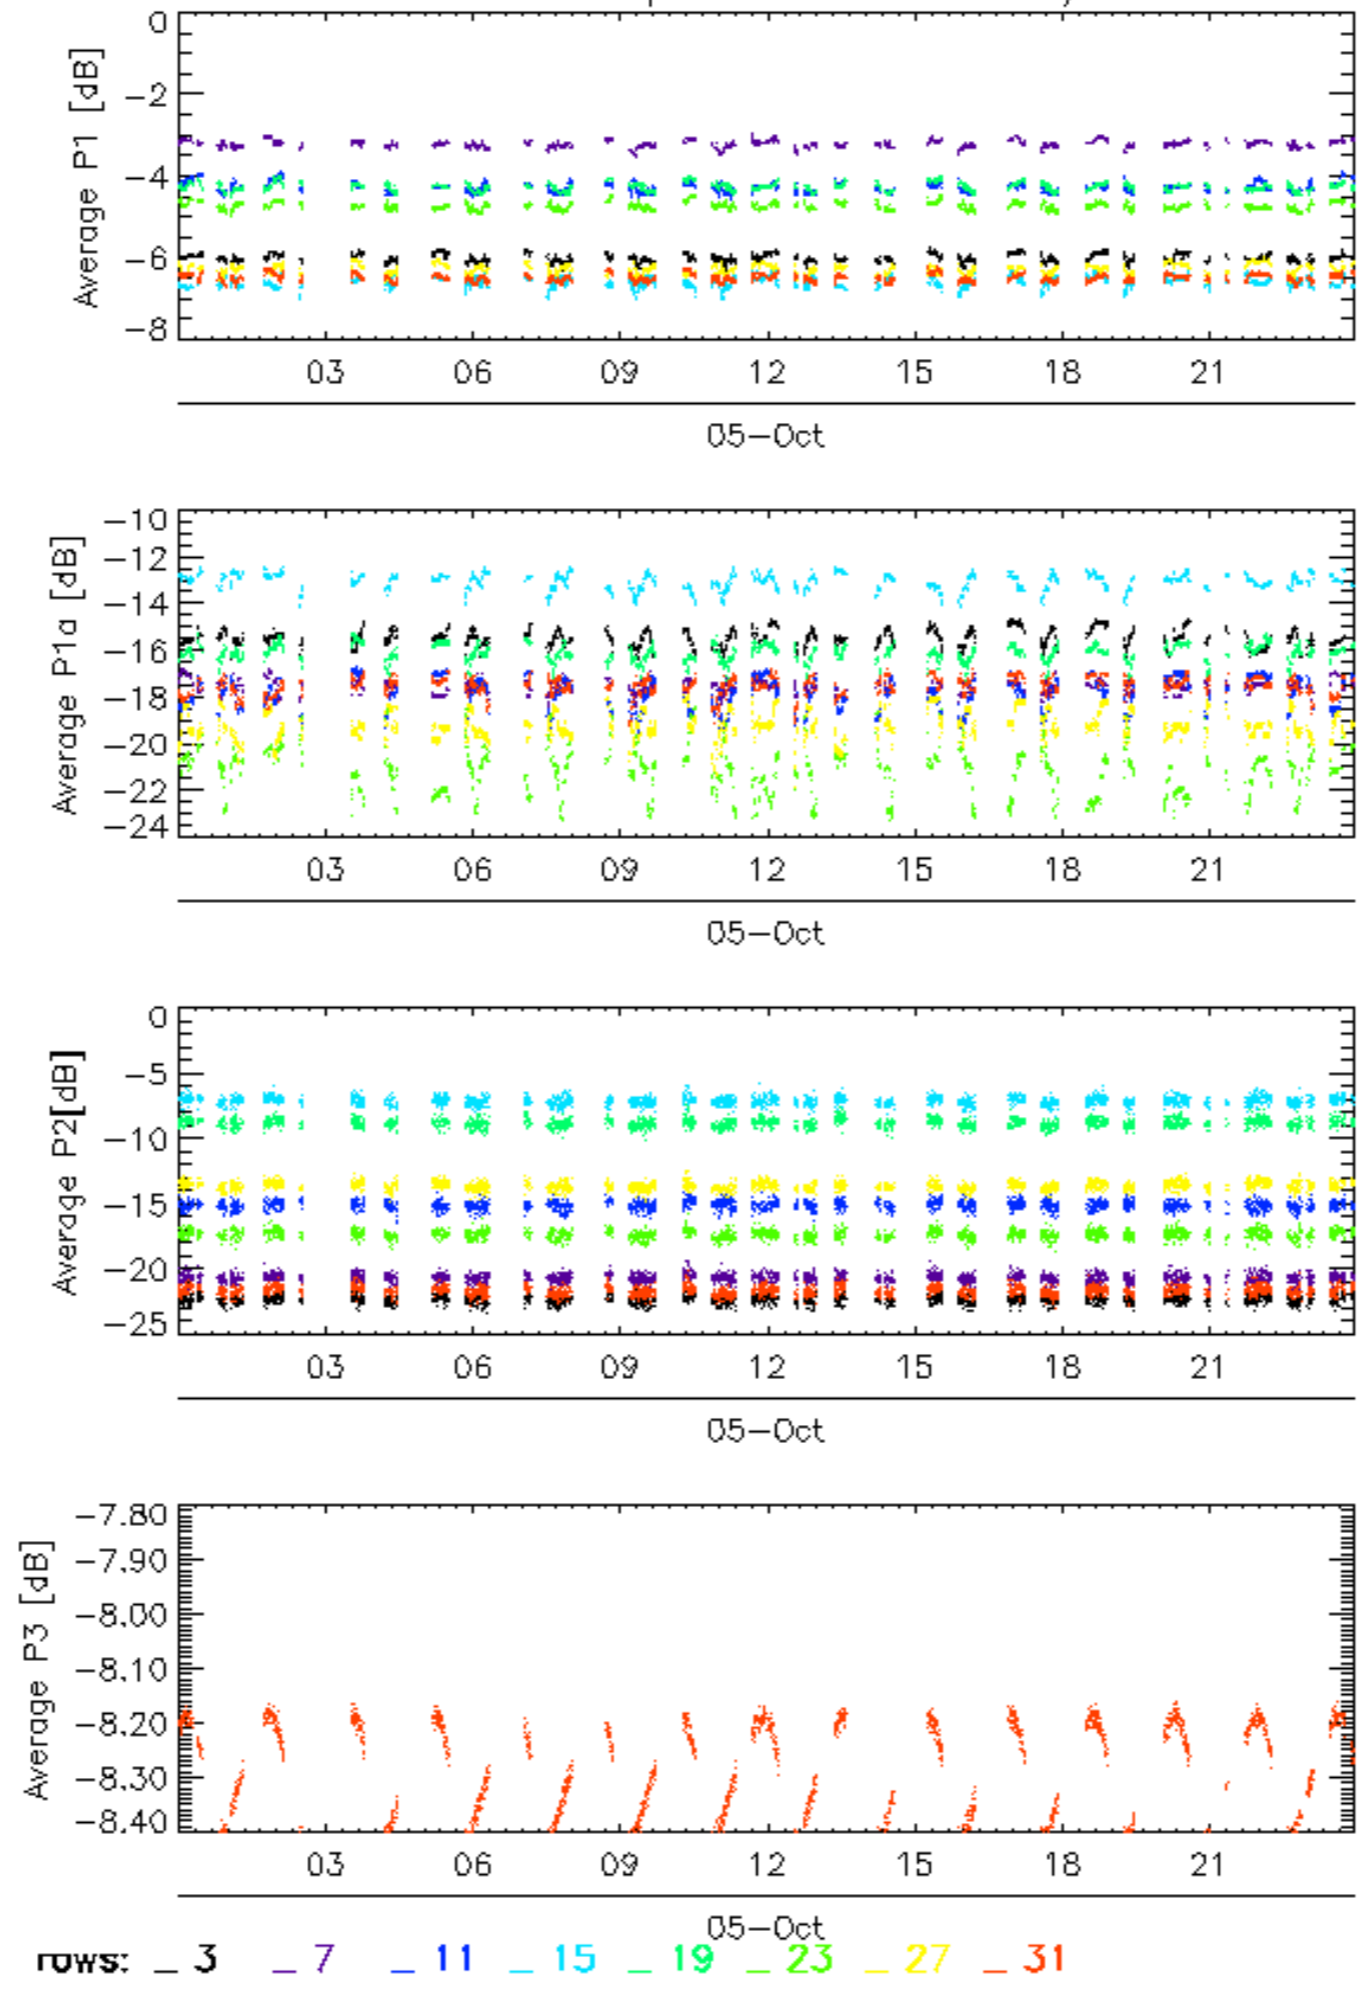 0
−2
−4
−6
−8
Average P1 [dB]
03 06 09 12 15 18 21
05−Oct
−10
−12
−14
−16
−18
−20
−22
−24
Average P1a [dB]
03 06 09 12 15 18 21
05−Oct
0
−5
−10
−15
−20
−25
Average P2[dB]
03 06 09 12 15 18 21
05−Oct
−7.80
−7.90
−8.00
−8.10
−8.20
−8.30
−8.40
Average P3 [dB]
03 06 09 12 15 18 21
05−Oct
rows: _ 3 _ 7 _ 11 _ 15 _ 19 _ 23 _ 27 _ 31